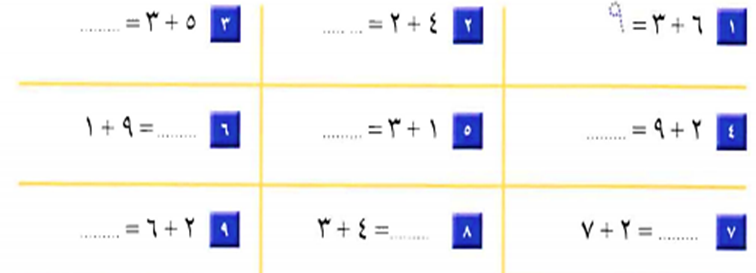 ١ ٦ + ٣ = ٩
٢ ٤ + ٢ = ........
٣ ٥ + ٣ = ........
٤ ٢ + ٩ = ........
٥ ١ + ٣ = ........
٦ ........ = ٩ + ١
٧ ........ = ٢ + ٧
٨ ........ = ٤ + ٣
٩ ٢ + ٦ = ........